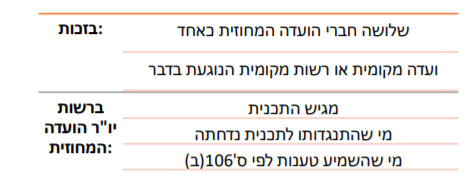 בזכות:
שלושה חברי הועדה המחוזית כאחד
ועדה מקומית או רשות מקומית הנוגעת בדבר
ברשות
יו"ר הועדה
המחוזית:
מגיש התכנית
מי שהתנגדותו לתכנית נדחתה
מי שהשמיע טענות לפי ס'106(ב)